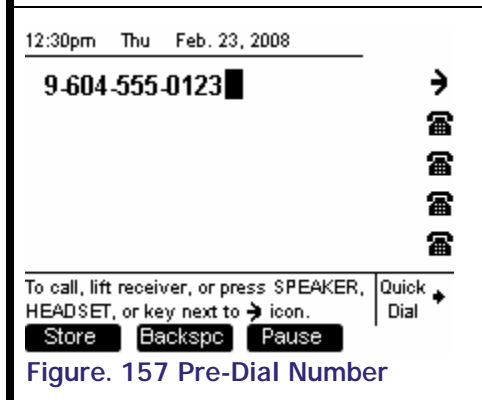 12:30pm Thu Feb. 23, 2008
9-604-555-0123
To call, lift receiver, or press SPEAKER,
HEADSET, or key next to → icon.
Quick
Dial
Store Backspc Pause
Figure. 157 Pre-Dial Number